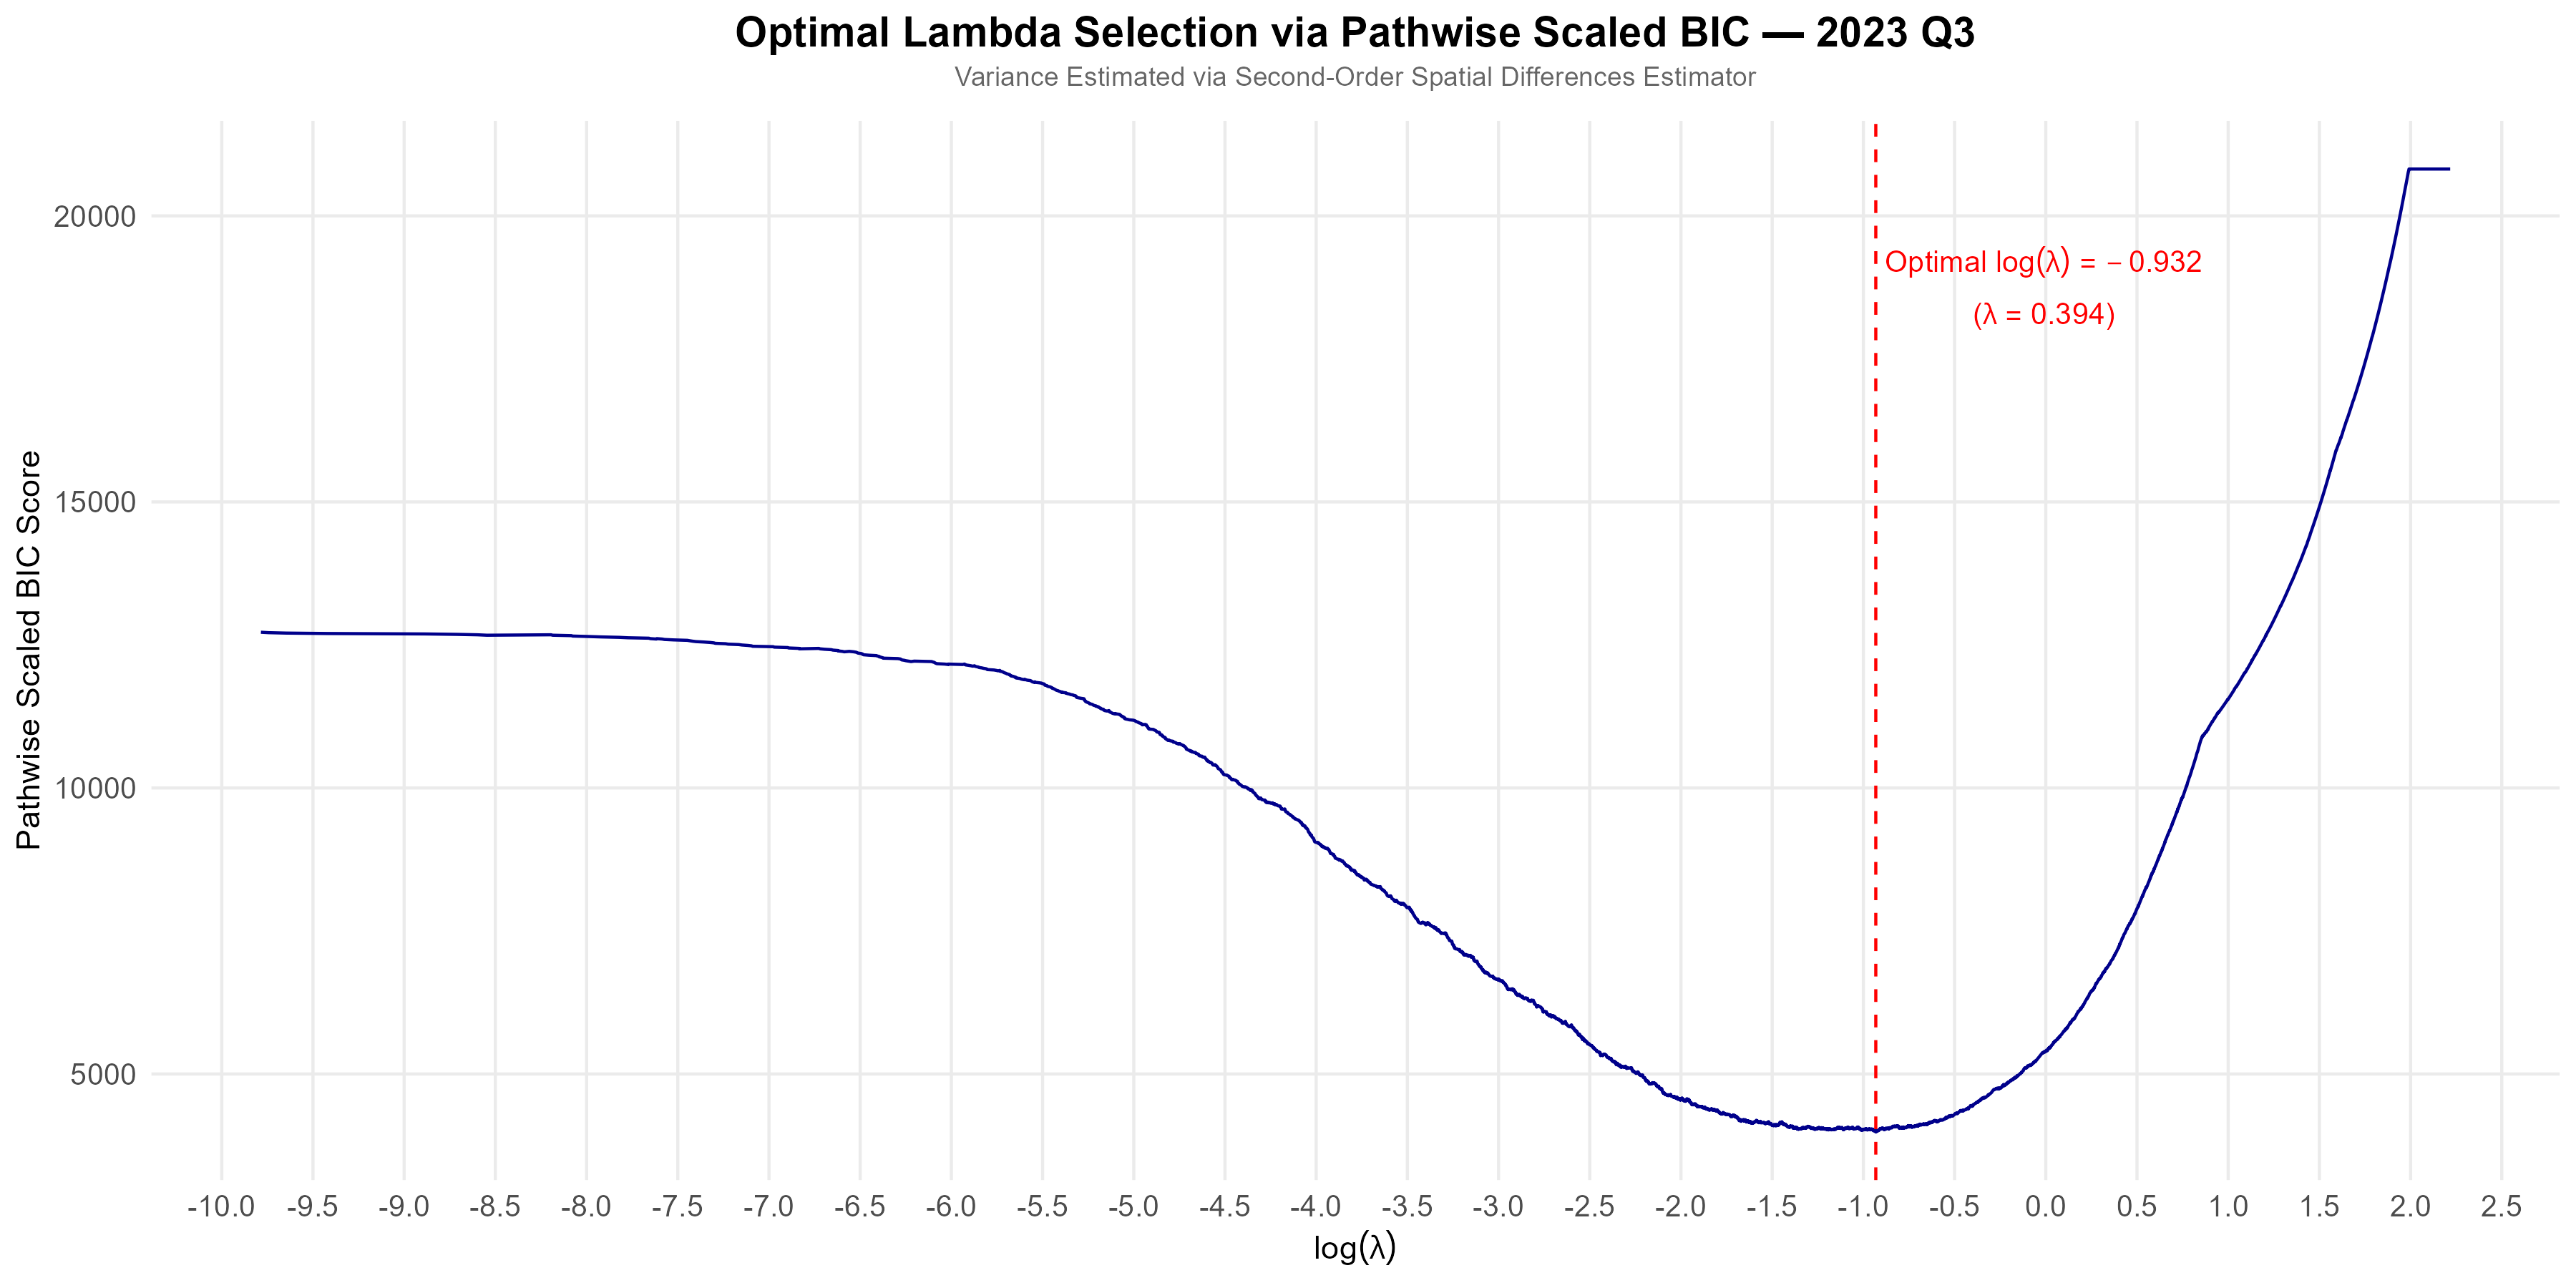 Optimal Lambda Selection via Pathwise Scaled BIC — 2023 Q3
Variance Estimated via Second-Order Spatial Differences Estimator
Pathwise Scaled BIC Score
20000
15000
10000
5000
Optimal log(λ) = − 0.932
(λ = 0.394)
-10.0 -9.5 -9.0 -8.5 -8.0 -7.5 -7.0 -6.5 -6.0 -5.5 -5.0 -4.5 -4.0 -3.5 -3.0 -2.5 -2.0 -1.5 -1.0 -0.5 0.0 0.5 1.0 1.5 2.0 2.5
log(λ)